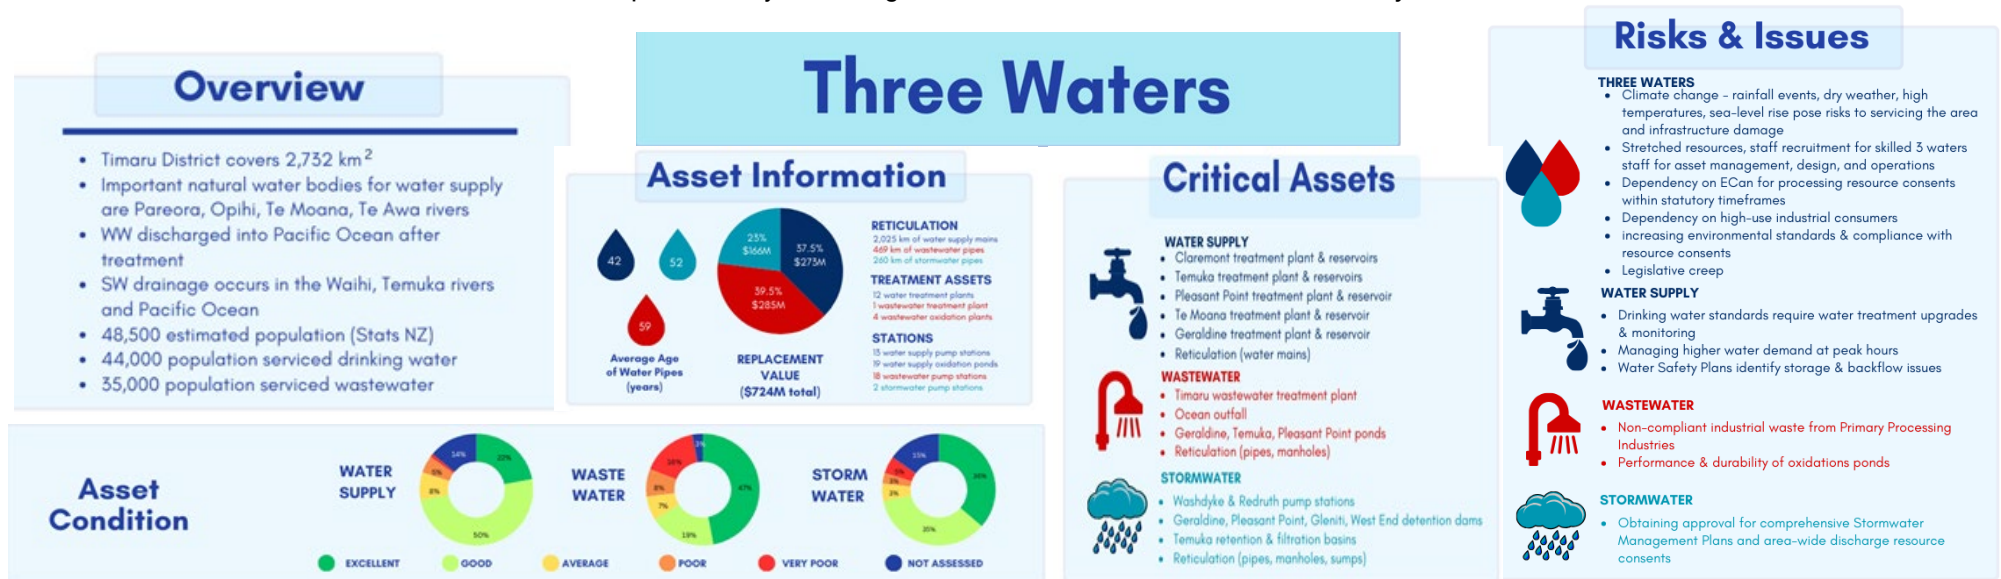 Three Waters
Overview
Timaru District covers 2,732 km2
Important natural water bodies for water supply
are Pareora, Opihi, Te Moana, Te Awa rivers
WW discharged into Pacific Ocean after
treatment
SW drainage occurs in the Waihi, Temuka rivers
and Pacific Ocean
48,500 estimated population (Stats NZ)
44,000 population serviced drinking water
35,000 population serviced wastewater
Asset Information
42
52
59
Average Age
of Water Pipes
(years)
23%
$166M
37.5%
$273M
39.5%
$285M
REPLACEMENT
VALUE
($724M total)
RETICULATION
2,025 km of water supply mains
469 km of wastewater pipes
260 km of stormwater pipes
TREATMENT ASSETS
12 water treatment plants
1 wastewater treatment plant
4 wastewater oxidation plants
STATIONS
13 water supply pump stations
19 water supply oxidation ponds
18 wastewater pump stations
2 stormwater pump stations
Critical Assets
WATER SUPPLY
Claremont treatment plant & reservoirs
Temuka treatment plant & reservoirs
Pleasant Point treatment plant & reservoir
Te Moana treatment plant & reservoir
Geraldine treatment plant & reservoir
Reticulation (water mains)
WASTEWATER
Timaru wastewater treatment plant
Ocean outfall
Geraldine, Temuka, Pleasant Point ponds
Reticulation (pipes, manholes)
STORMWATER
Washdyke & Redruth pump stations
Geraldine, Pleasant Point, Gleniti, West End detention dams
Temuka retention & filtration basins
Reticulation (pipes, manholes, sumps)
Risks & Issues
THREE WATERS
Climate change - rainfall events, dry weather, high
temperatures, sea-level rise pose risks to servicing the area
and infrastructure damage
Stretched resources, staff recruitment for skilled 3 waters
staff for asset management, design, and operations
Dependency on ECan for processing resource consents
within statutory timeframes
Dependency on high-use industrial consumers
increasing environmental standards & compliance with
resource consents
Legislative creep
WATER SUPPLY
Drinking water standards require water treatment upgrades
& monitoring
Managing higher water demand at peak hours
Water Safety Plans identify storage & backflow issues
WASTEWATER
Non-compliant industrial waste from Primary Processing
Industries
Performance & durability of oxidations ponds
STORMWATER
Obtaining approval for comprehensive Stormwater
Management Plans and area-wide discharge resource
consents
Asset
Condition
WATER
SUPPLY
14%
22%
8%
50%
WASTE
WATER
47%
8%
7%
19%
STORM
WATER
15%
3%
35%
EXCELLENT
GOOD
AVERAGE
POOR
VERY POOR
NOT ASSESSED